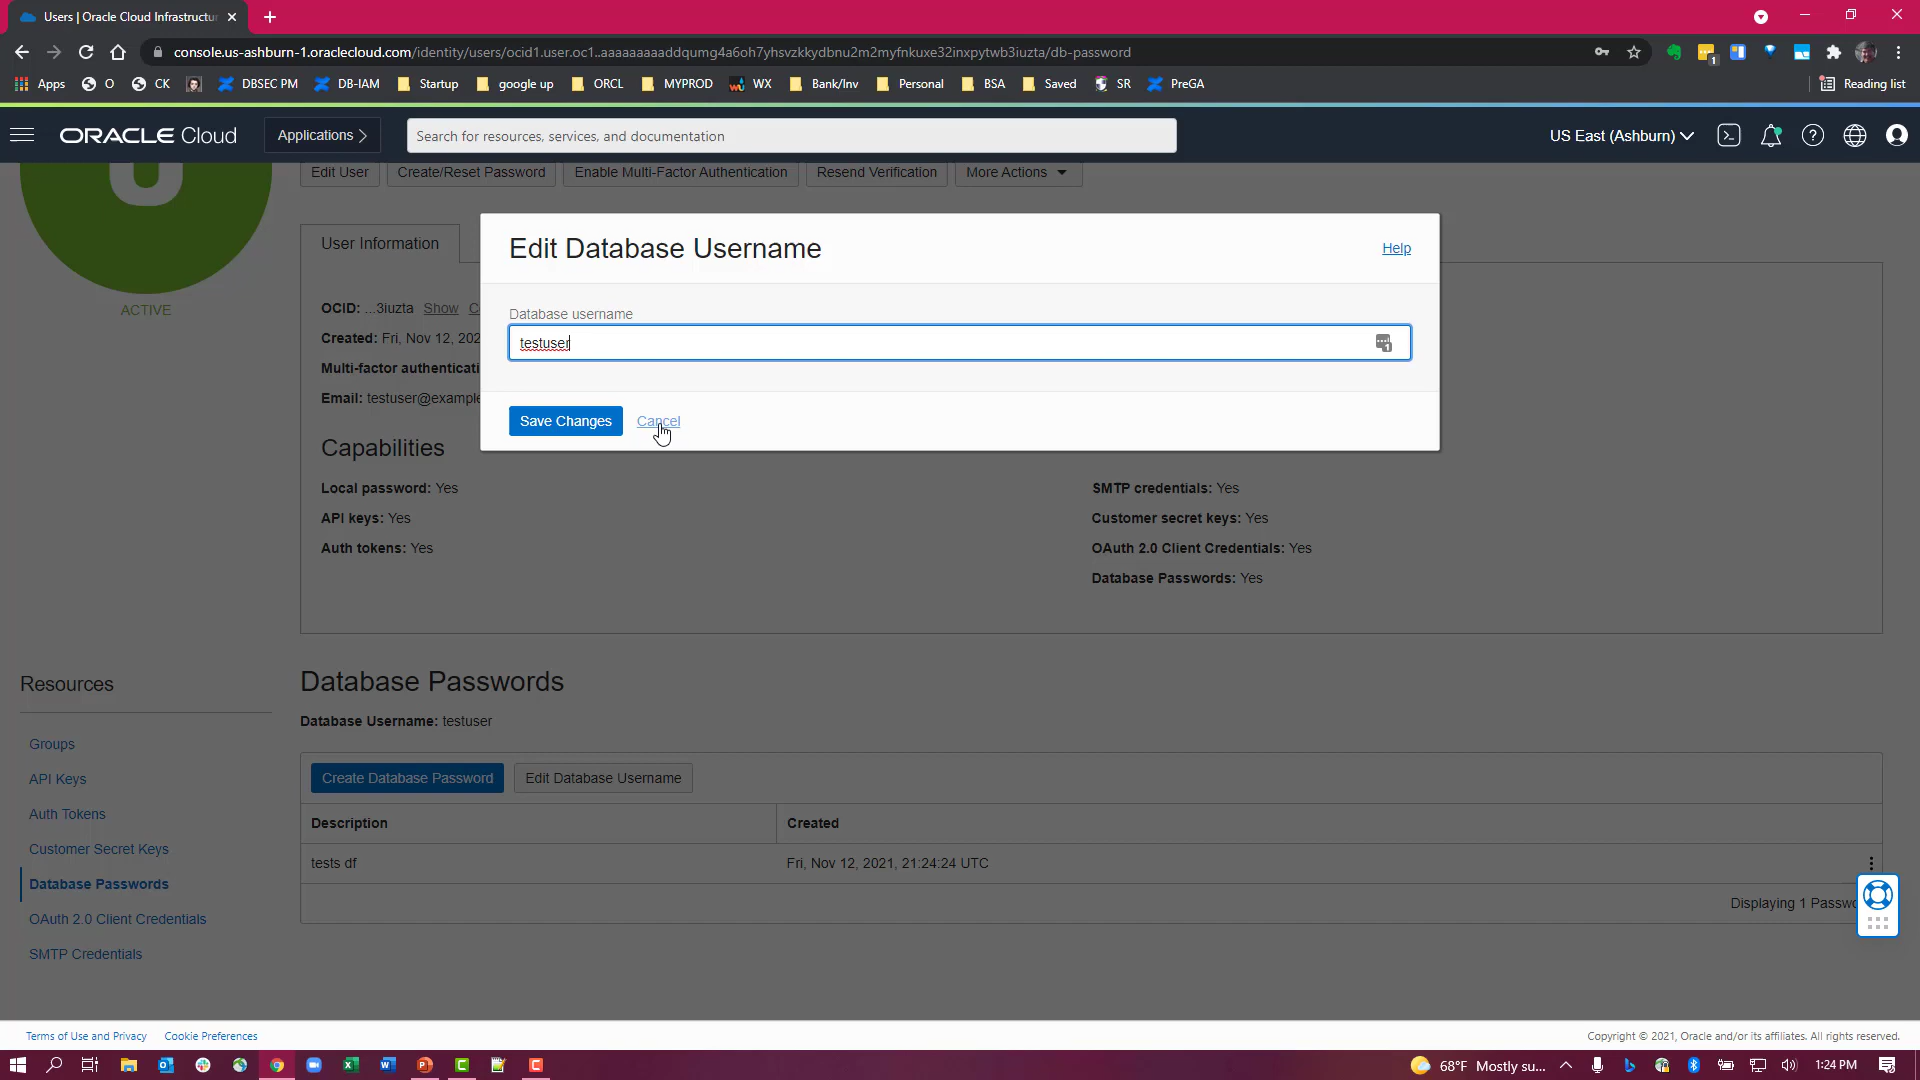 Users | Oracle Cloud Infrastructur
console.us-ashburn-1.oraclecloud.com/identity/users/ocid1.user.oc1..aaaaaaaaaddqumg4a6oh7yhsvzkkydbnu2m2myfnkuxe32inxpytwb3iuzta/db-password
Apps O CK DBSEC PM DB-IAM Startup google up ORCL MYPROD WX Bank/Inv Personal BSA Saved SR PreGA Reading list
ORACLE Cloud Applications Search for resources, services, and documentation US East (Ashburn)
Edit User Create/Reset Password Enable Multi-Factor Authentication Resend Verification More Actions
User Information
ACTIVE
OCID: ...3iuzta Show C
Created: Fri, Nov 12, 202
Multi-factor authenticati
Email: testuser@example
Edit Database Username
Help
Database username
testuser
Save Changes Cancel
Capabilities
Local password: Yes
API keys: Yes
Auth tokens: Yes
SMTP credentials: Yes
Customer secret keys: Yes
OAuth 2.0 Client Credentials: Yes
Database Passwords: Yes
Resources
Groups
API Keys
Auth Tokens
Customer Secret Keys
Database Passwords
OAuth 2.0 Client Credentials
SMTP Credentials
Database Passwords
Database Username: testuser
Create Database Password Edit Database Username
Description Created
tests df Fri, Nov 12, 2021, 21:24:24 UTC
Displaying 1 Passwo
Terms of Use and Privacy Cookie Preferences
Copyright © 2021, Oracle and/or its affiliates. All rights reserved.
68°F Mostly su... 1:24 PM